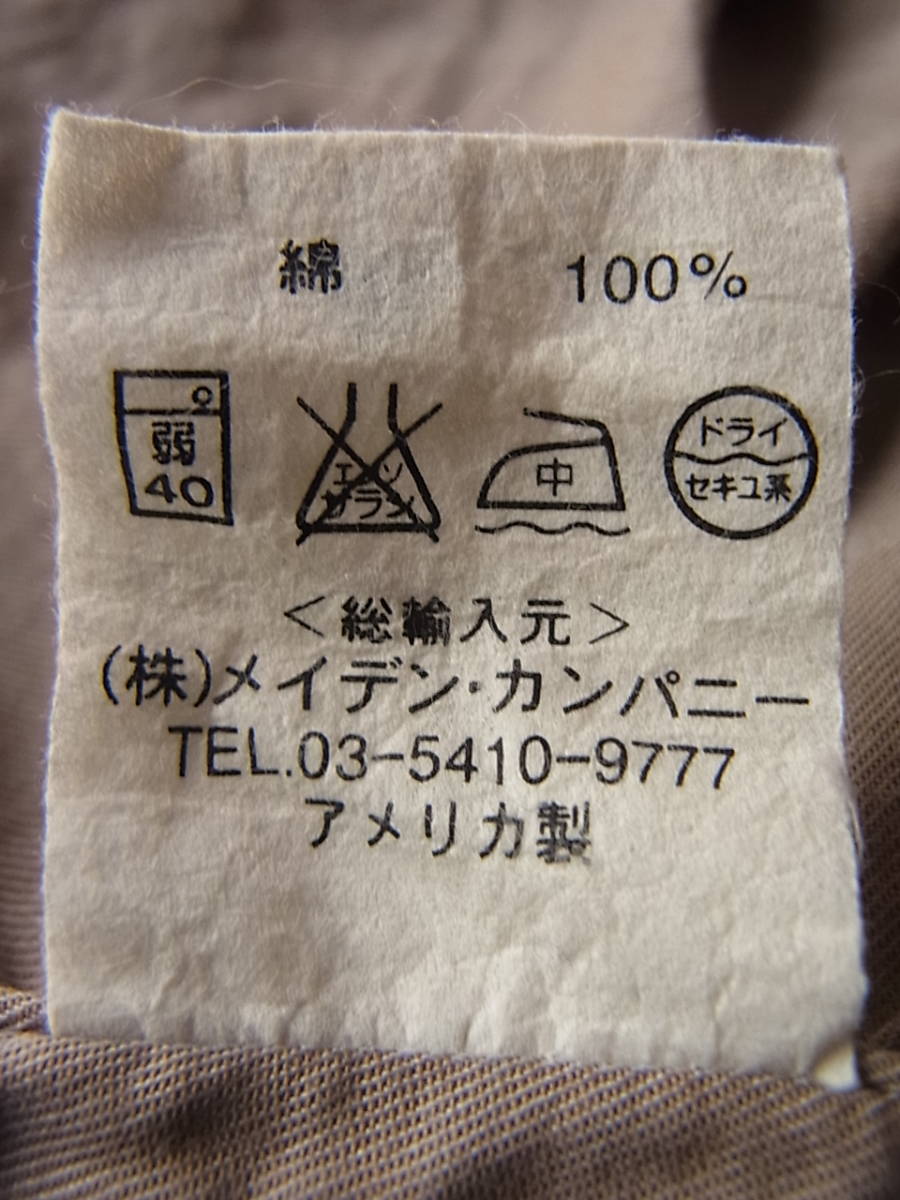 綿 100%
弱
40
エンソ
サラシ
中
ドライ
セキユ系
<総輸入元>
(株)メイデン・カンパニー
TEL.03-5410-9777
アメリカ製